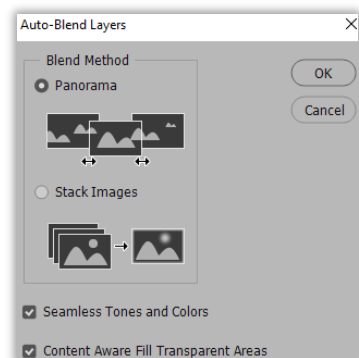 Auto-Blend Layers
Blend Method
Panorama
OK
Cancel
Stack Images
Seamless Tones and Colors
Content Aware Fill Transparent Areas